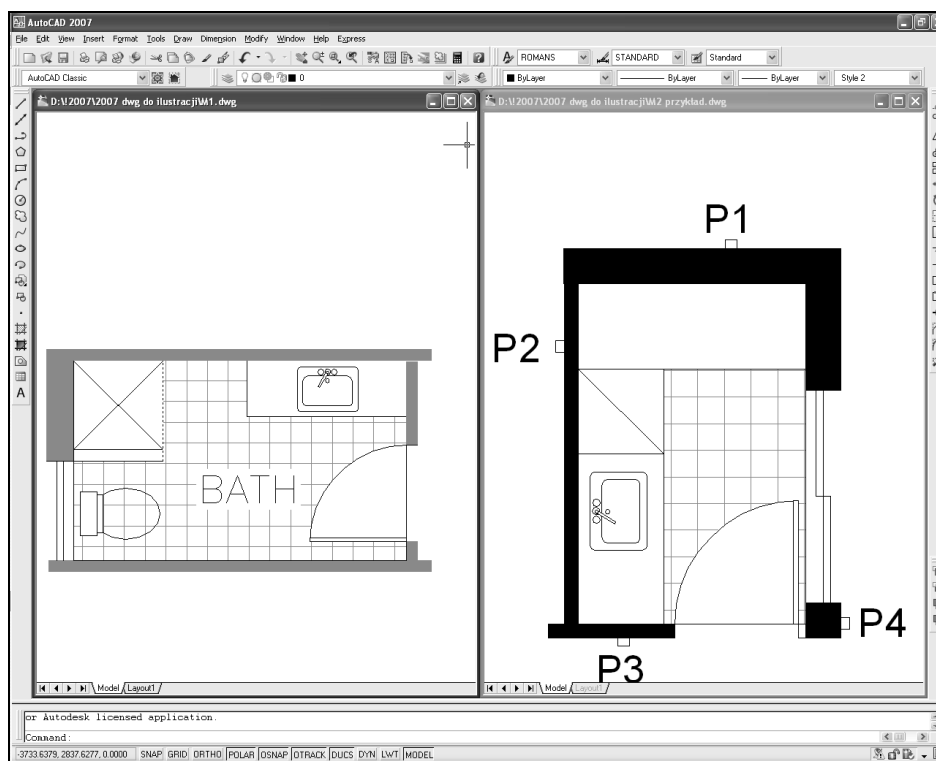 AutoCAD 2007
File Edit View Insert Format Tools Draw Dimension Modify Window Help Express
ROMANS STANDARD Standard
AutoCAD Classic 0 ByLayer ByLayer ByLayer Style 2
D:\!2007\2007 dwg do ilustracji\M1.dwg
BATH
Model Layout1
D:\!2007\2007 dwg do ilustracji\M2 przykład.dwg
P1
P2
P4
P3
Model Layout1
or Autodesk licensed application.
Command:
-3733.6379, 2837.6277, 0.0000 SNAP GRID ORTHO POLAR OSNAP OTRACK DUCS DYN LWT MODEL